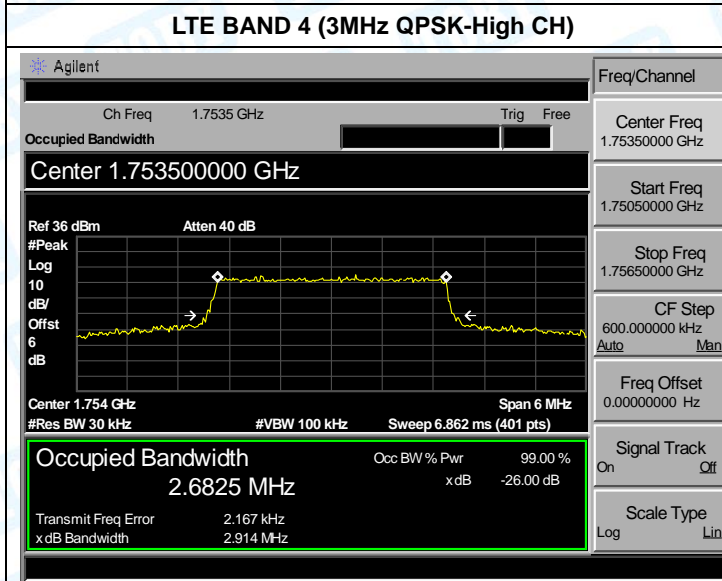 LTE BAND 4 (3MHz QPSK-High CH)
Agilent
Freq/Channel
Ch Freq 1.7535 GHz Trig Free
Occupied Bandwidth
Center 1.753500000 GHz
Ref 36 dBm Atten 40 dB
#Peak
Log
10
dB/
Offst
6
dB
Center 1.754 GHz Span 6 MHz
#Res BW 30 kHz #VBW 100 kHz Sweep 6.862 ms (401 pts)
Occupied Bandwidth Occ BW % Pwr 99.00 %
2.6825 MHz x dB -26.00 dB
Transmit Freq Error 2.167 kHz
x dB Bandwidth 2.914 MHz
Center Freq
1.75350000 GHz
Start Freq
1.75050000 GHz
Stop Freq
1.75650000 GHz
CF Step
600.000000 kHz
Auto Man
Freq Offset
0.00000000 Hz
Signal Track
On Off
Scale Type
Log Lin